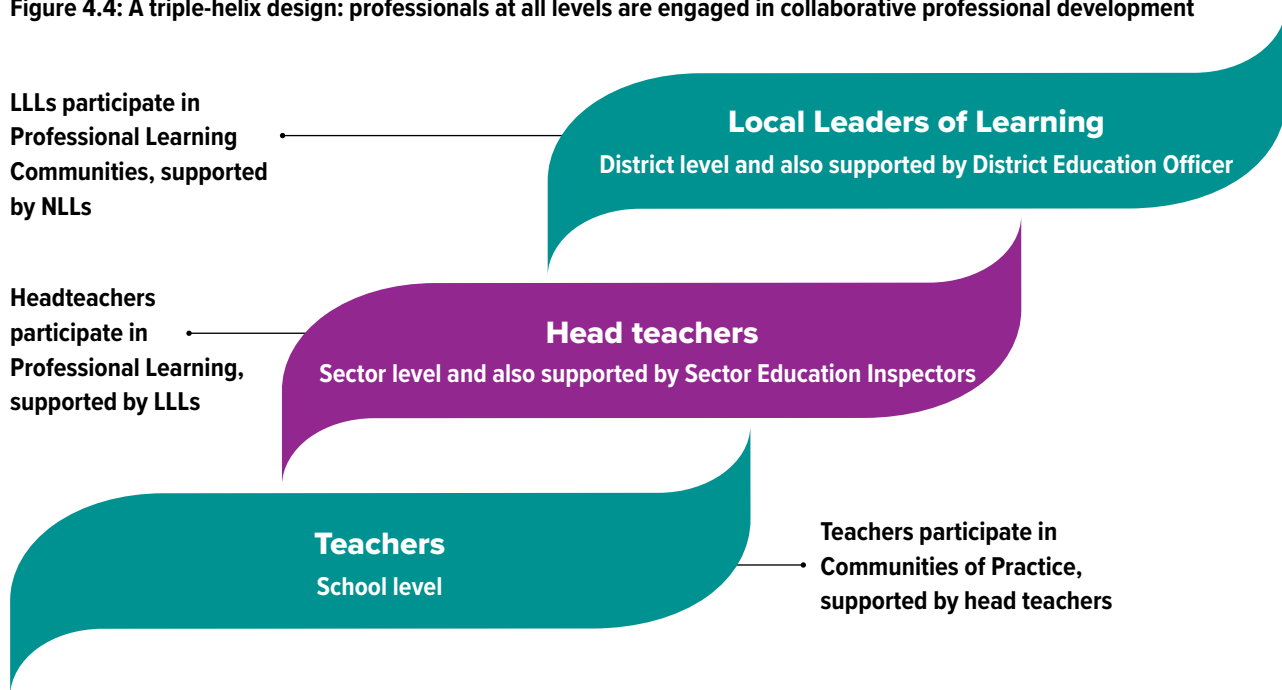 Figure 4.4: A triple-helix design: professionals at all levels are engaged in collaborative professional development
LLLs participate in
Professional Learning
Communities, supported
by NLLs
Local Leaders of Learning
District level and also supported by District Education Officer
Headteachers
participate in
Professional Learning,
supported by LLLs
Head teachers
Sector level and also supported by Sector Education Inspectors
Teachers
School level
Teachers participate in
Communities of Practice,
supported by head teachers